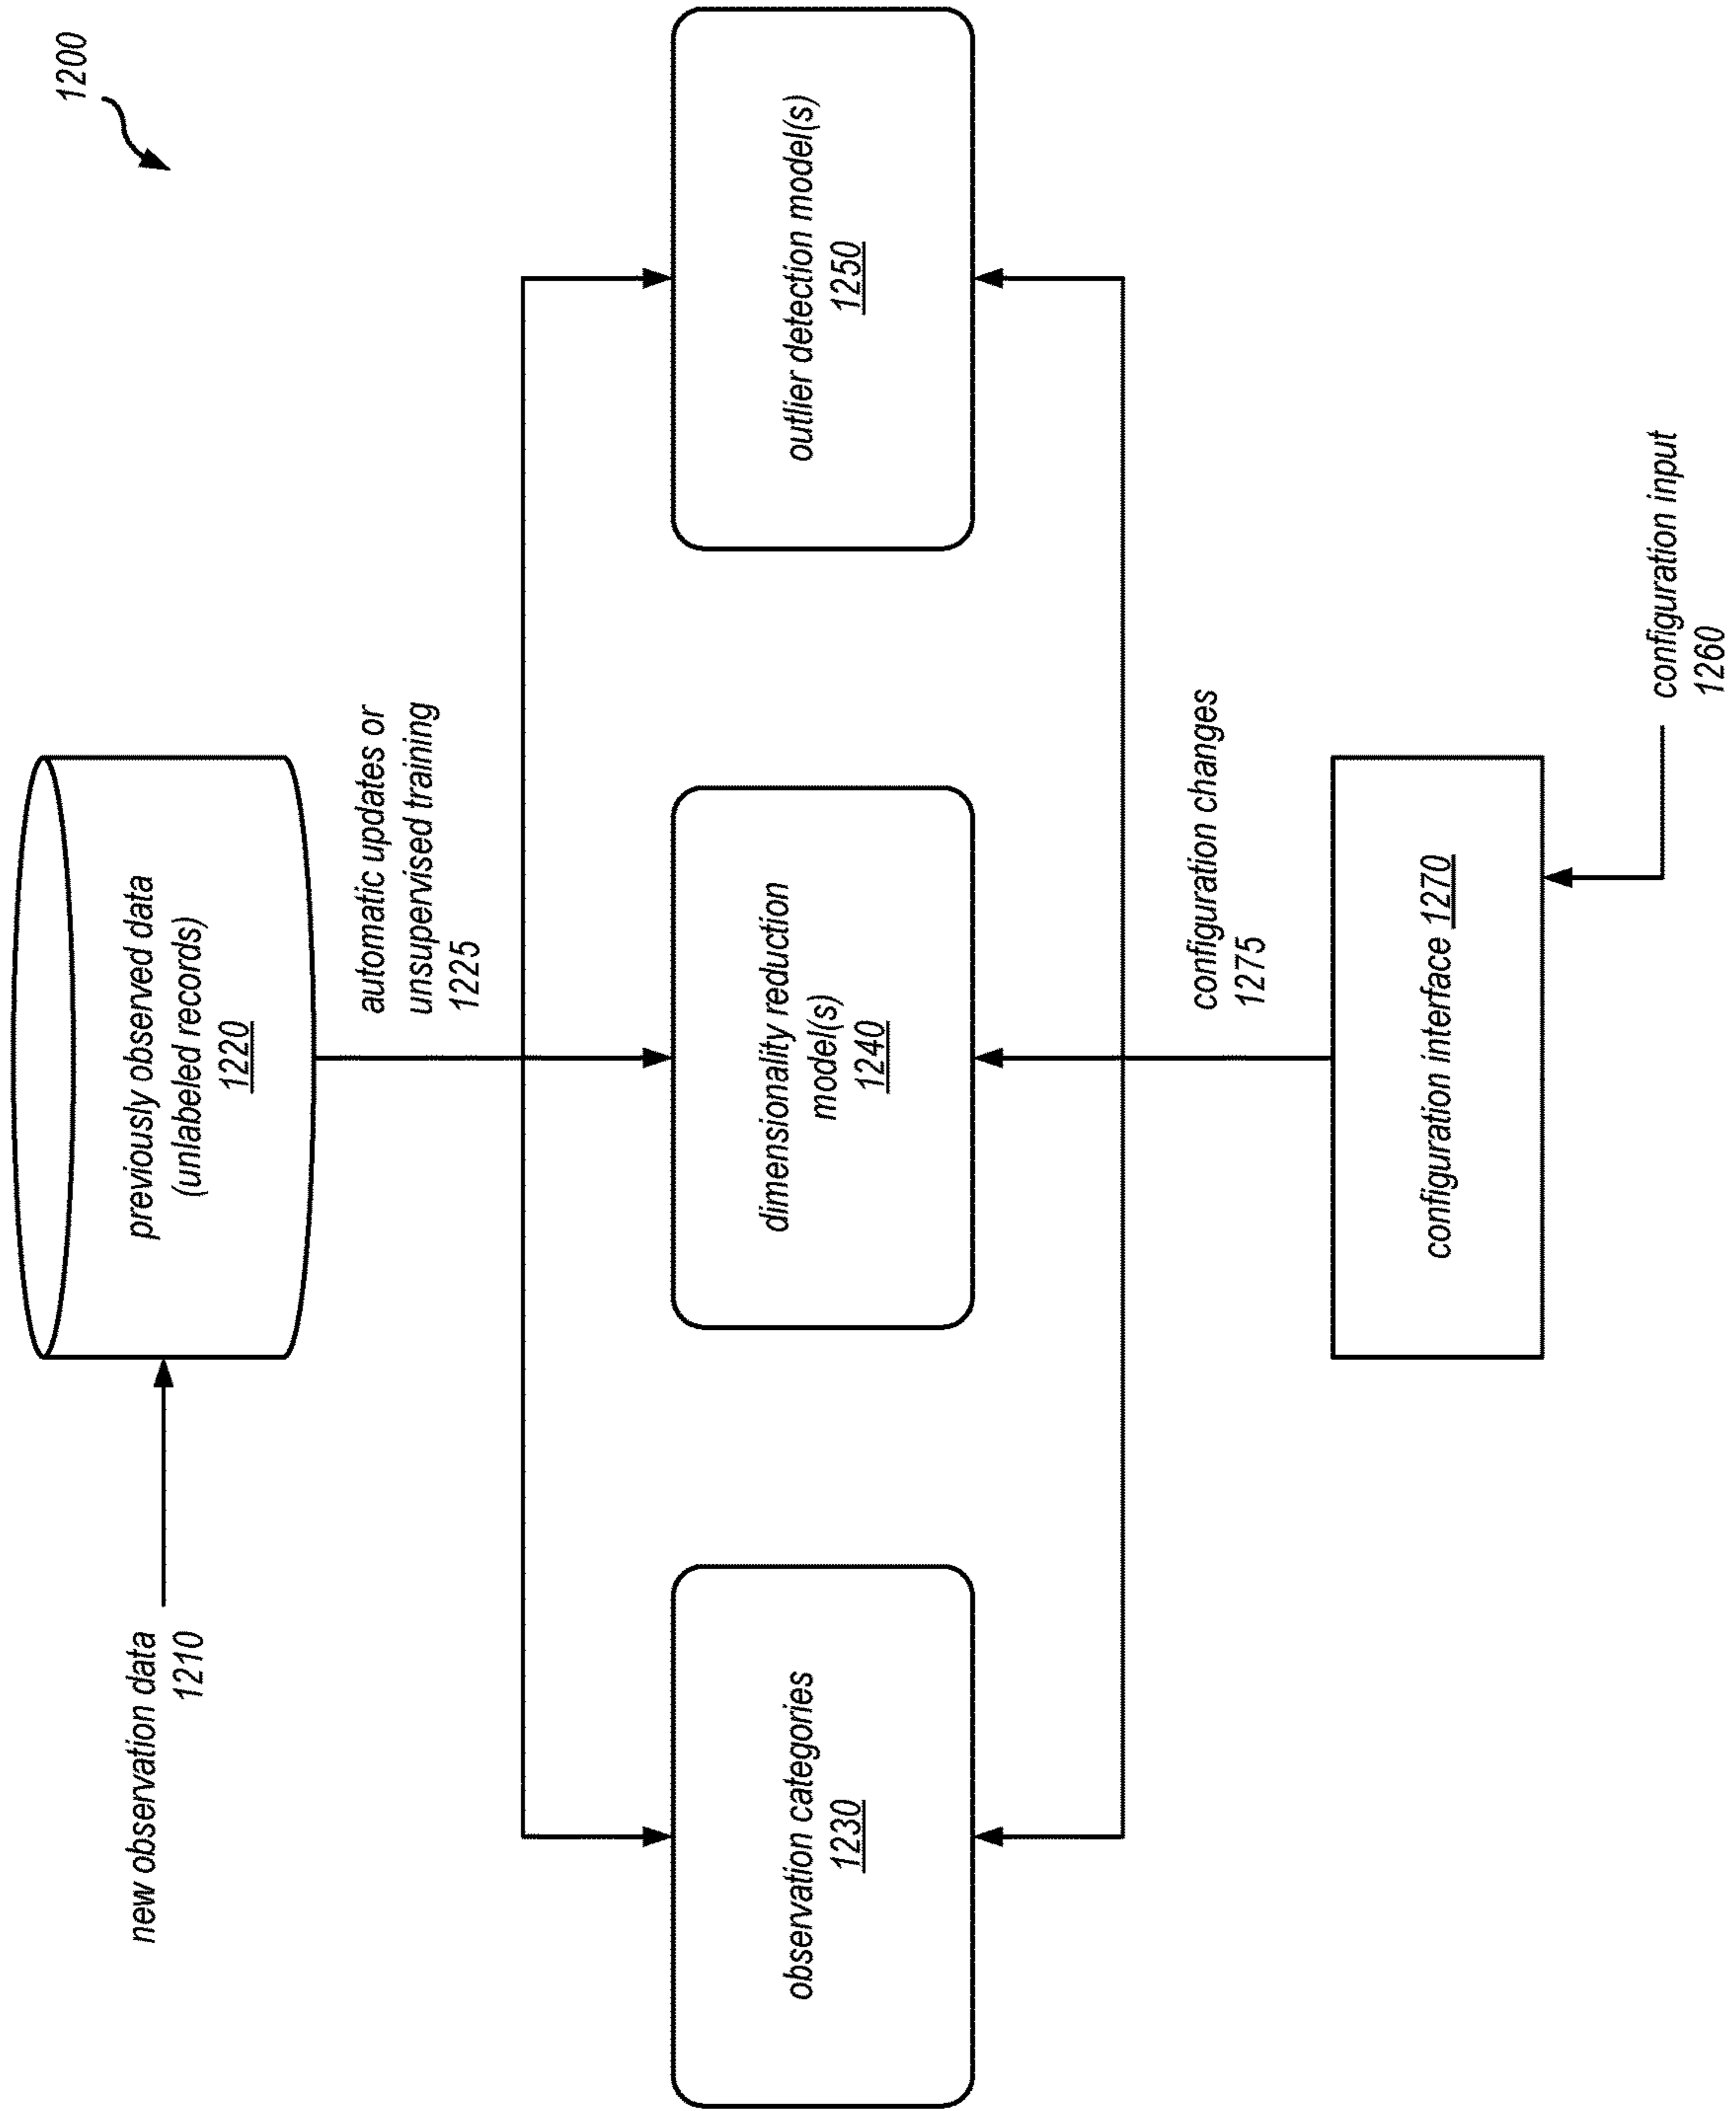 1200
new observation data
1210
previously observed data
(unlabeled records)
1220
automatic updates or
unsupervised training
1225
observation categories
1230
dimensionality reduction
model(s)
1240
outlier detection model(s)
1250
configuration changes
1275
configuration interface 1270
configuration input
1260